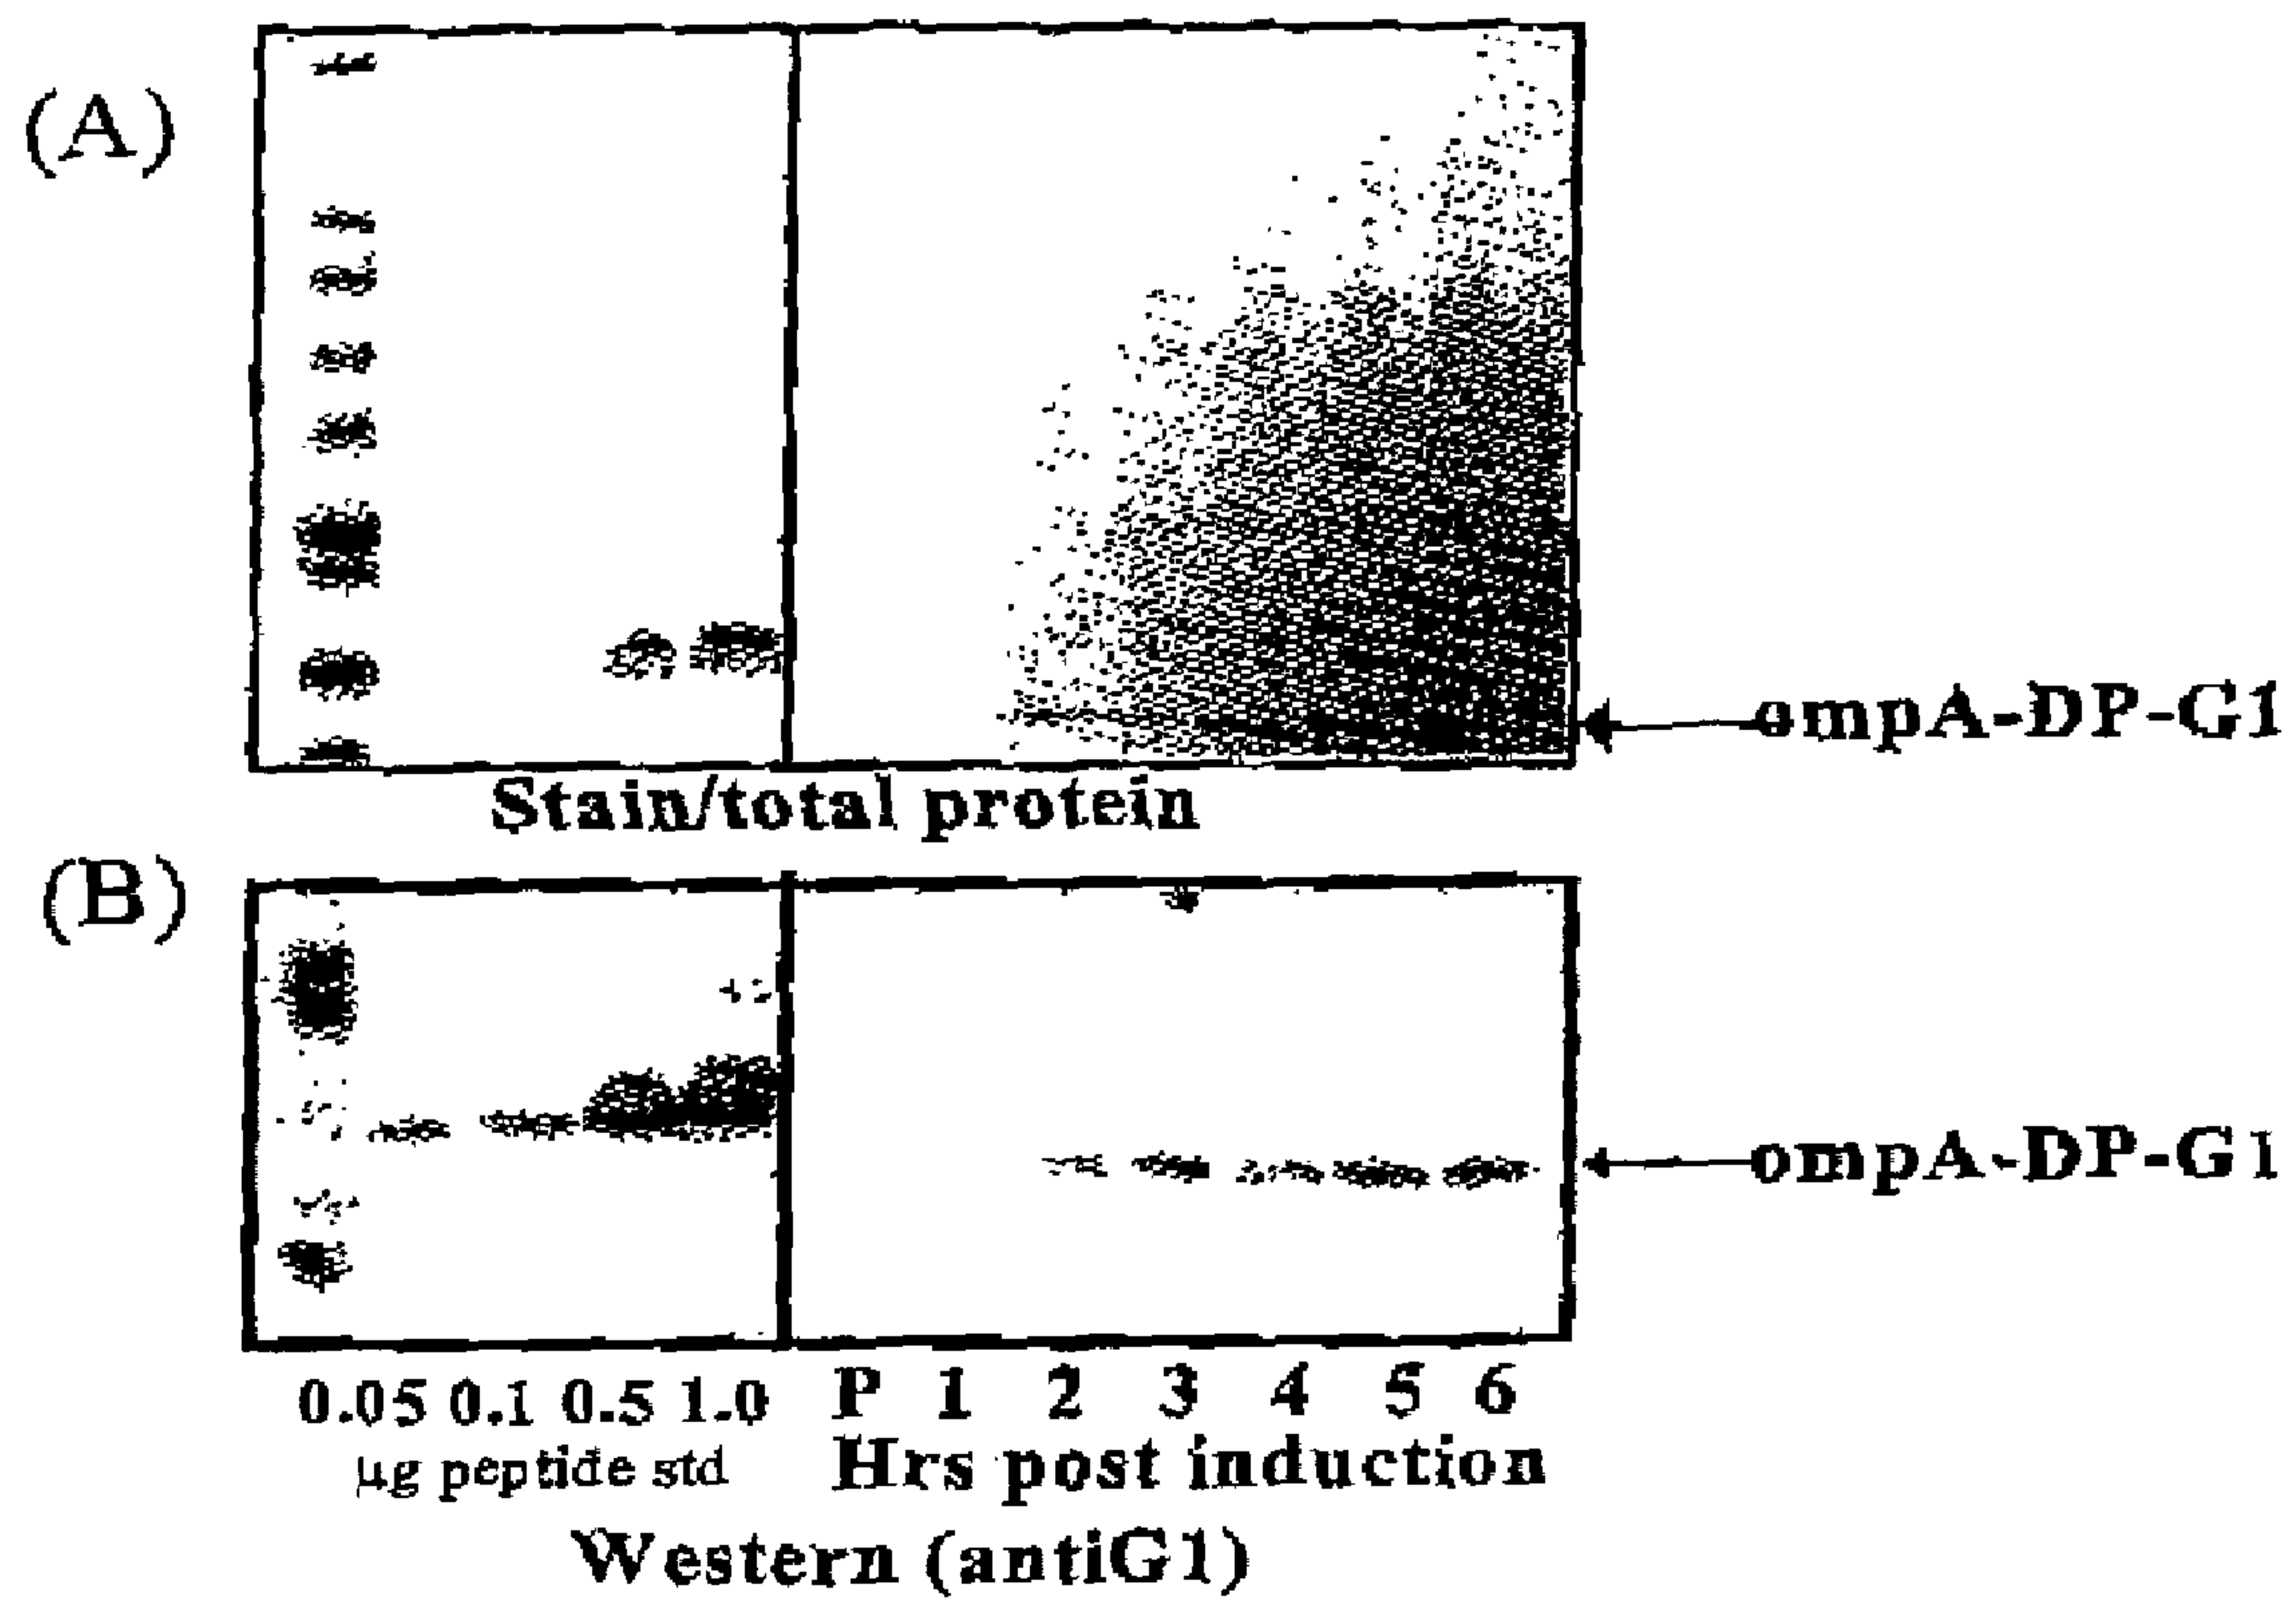 (A)
ompA-DP-G1
Stain/total protein
(B)
ompA-DP-G1
0.05 0.1 0.5 1.0 P 1 2 3 4 5 6
µg peptide std Hrs post induction
Western (antiG1)